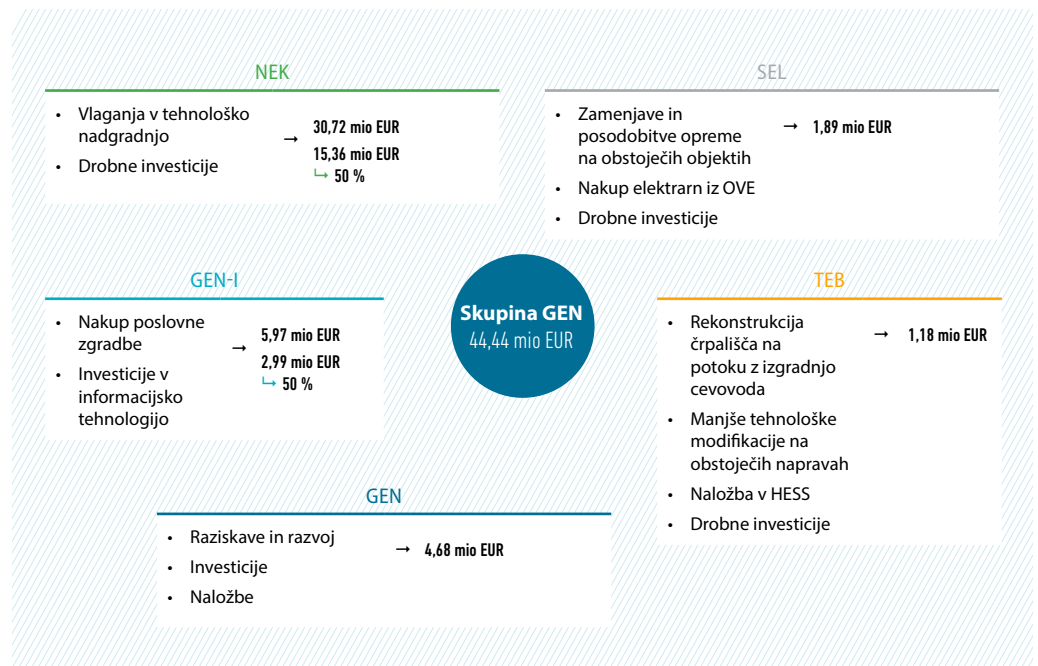 NEK
• Vlaganja v tehnološko
nadgradnjo
• Drobne investicije
→ 30,72 mio EUR
15,36 mio EUR
↳ 50 %
SEL
• Zamenjave in
posodobitve opreme
na obstoječih objektih
• Nakup elektrarn iz OVE
• Drobne investicije
→ 1,89 mio EUR
GEN-I
• Nakup poslovne
zgradbe
• Investicije v
informacijsko
tehnologijo
→ 5,97 mio EUR
2,99 mio EUR
↳ 50 %
Skupina GEN
44,44 mio EUR
TEB
• Rekonstrukcija
črpališča na
potoku z izgradnjo
cevovoda
• Manjše tehnološke
modifikacije na
obstoječih napravah
• Naložba v HESS
• Drobne investicije
→ 1,18 mio EUR
GEN
• Raziskave in razvoj
• Investicije
• Naložbe
→ 4,68 mio EUR